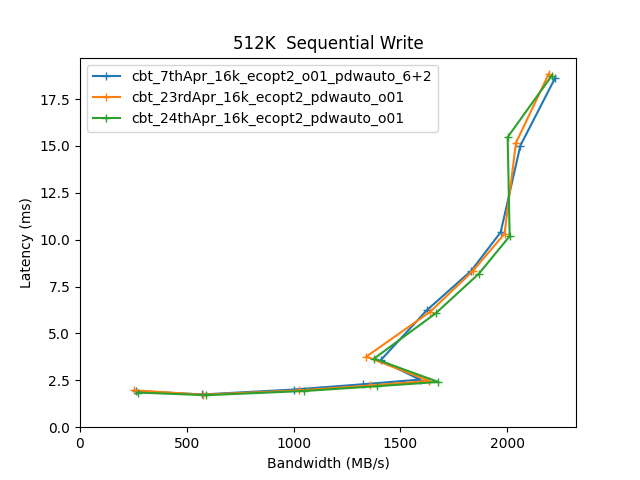 512K  Sequential Write
cbt_7thApr_16k_ecopt2_o01_pdwauto_6+2
cbt_23rdApr_16k_ecopt2_pdwauto_o01
cbt_24thApr_16k_ecopt2_pdwauto_o01
Latency (ms)
17.5
15.0
12.5
10.0
7.5
5.0
2.5
0.0
0 500 1000 1500 2000
Bandwidth (MB/s)